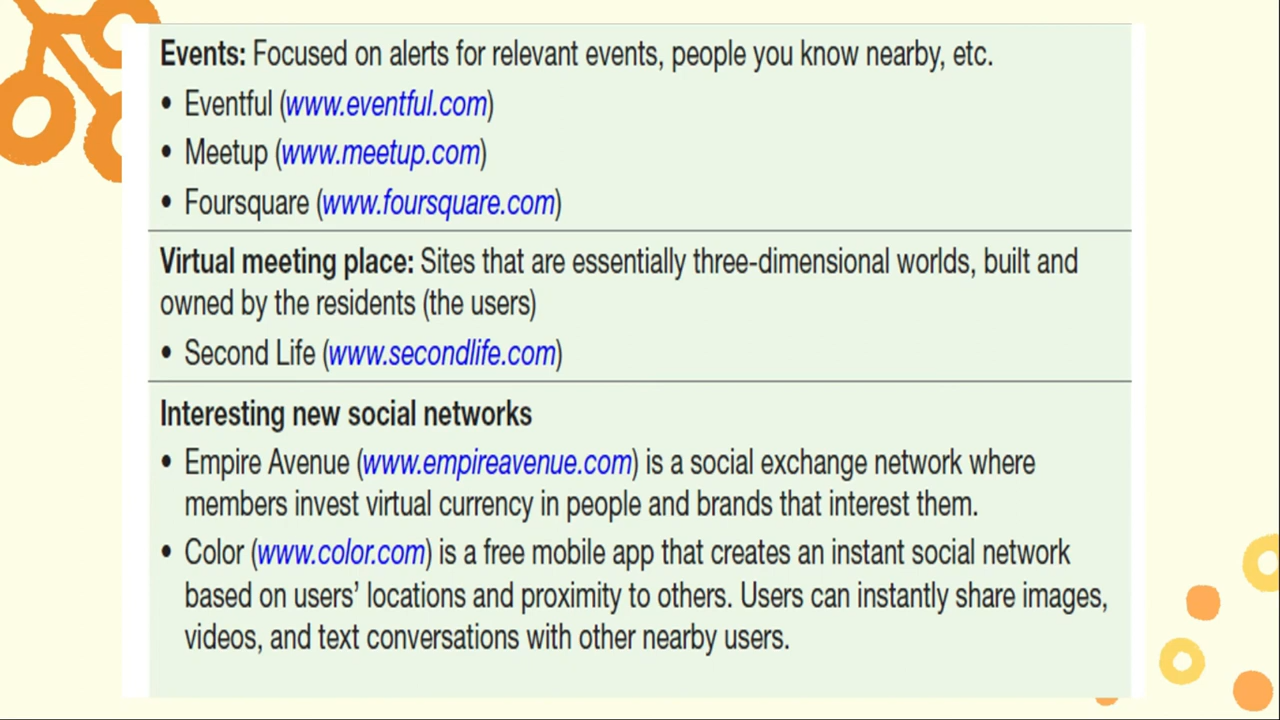 Events: Focused on alerts for relevant events, people you know nearby, etc.
• Eventful (www.eventful.com)
• Meetup (www.meetup.com)
• Foursquare (www.foursquare.com)
Virtual meeting place: Sites that are essentially three-dimensional worlds, built and
owned by the residents (the users)
• Second Life (www.secondlife.com)
Interesting new social networks
• Empire Avenue (www.empireavenue.com) is a social exchange network where
members invest virtual currency in people and brands that interest them.
• Color (www.color.com) is a free mobile app that creates an instant social network
based on users’ locations and proximity to others. Users can instantly share images,
videos, and text conversations with other nearby users.